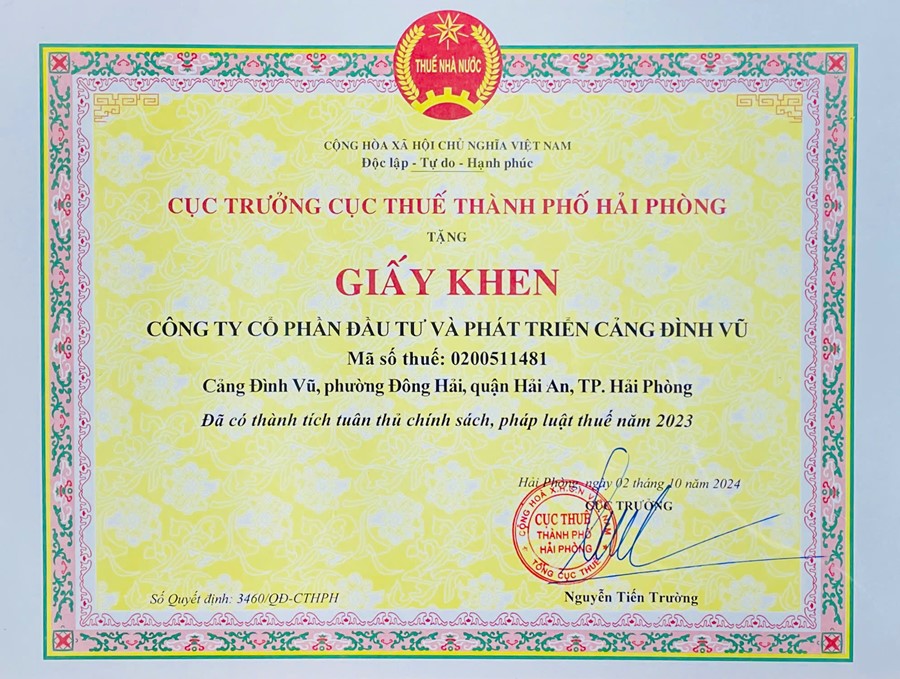 THUẾ NHÀ NƯỚC
CỘNG HÒA XÃ HỘI CHỦ NGHĨA VIỆT NAM
Độc lập - Tự do - Hạnh phúc
CỤC TRƯỞNG CỤC THUẾ THÀNH PHỐ HẢI PHÒNG
TẶNG
GIẤY KHEN
CÔNG TY CỔ PHẦN ĐẦU TƯ VÀ PHÁT TRIỂN CẢNG ĐÌNH VŨ
Mã số thuế: 0200511481
Cảng Đình Vũ, phường Đông Hải, quận Hải An, TP. Hải Phòng
Đã có thành tích tuân thủ chính sách, pháp luật thuế năm 2023
Hải Phòng, ngày 02 tháng 10 năm 2024
CỤC TRƯỞNG
CỘNG HÒA X.H.C.N VIỆT NAM
CỤC THUẾ
THÀNH PHỐ
HẢI PHÒNG
TỔNG CỤC THUẾ
Nguyễn Tiến Trường
Số Quyết định: 3460/QĐ-CTHPH